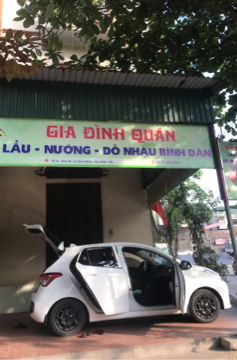 GIA ĐÌNH QUÁN
LẨU - NƯỚNG - ĐỒ NHẬU BÌNH DÂN